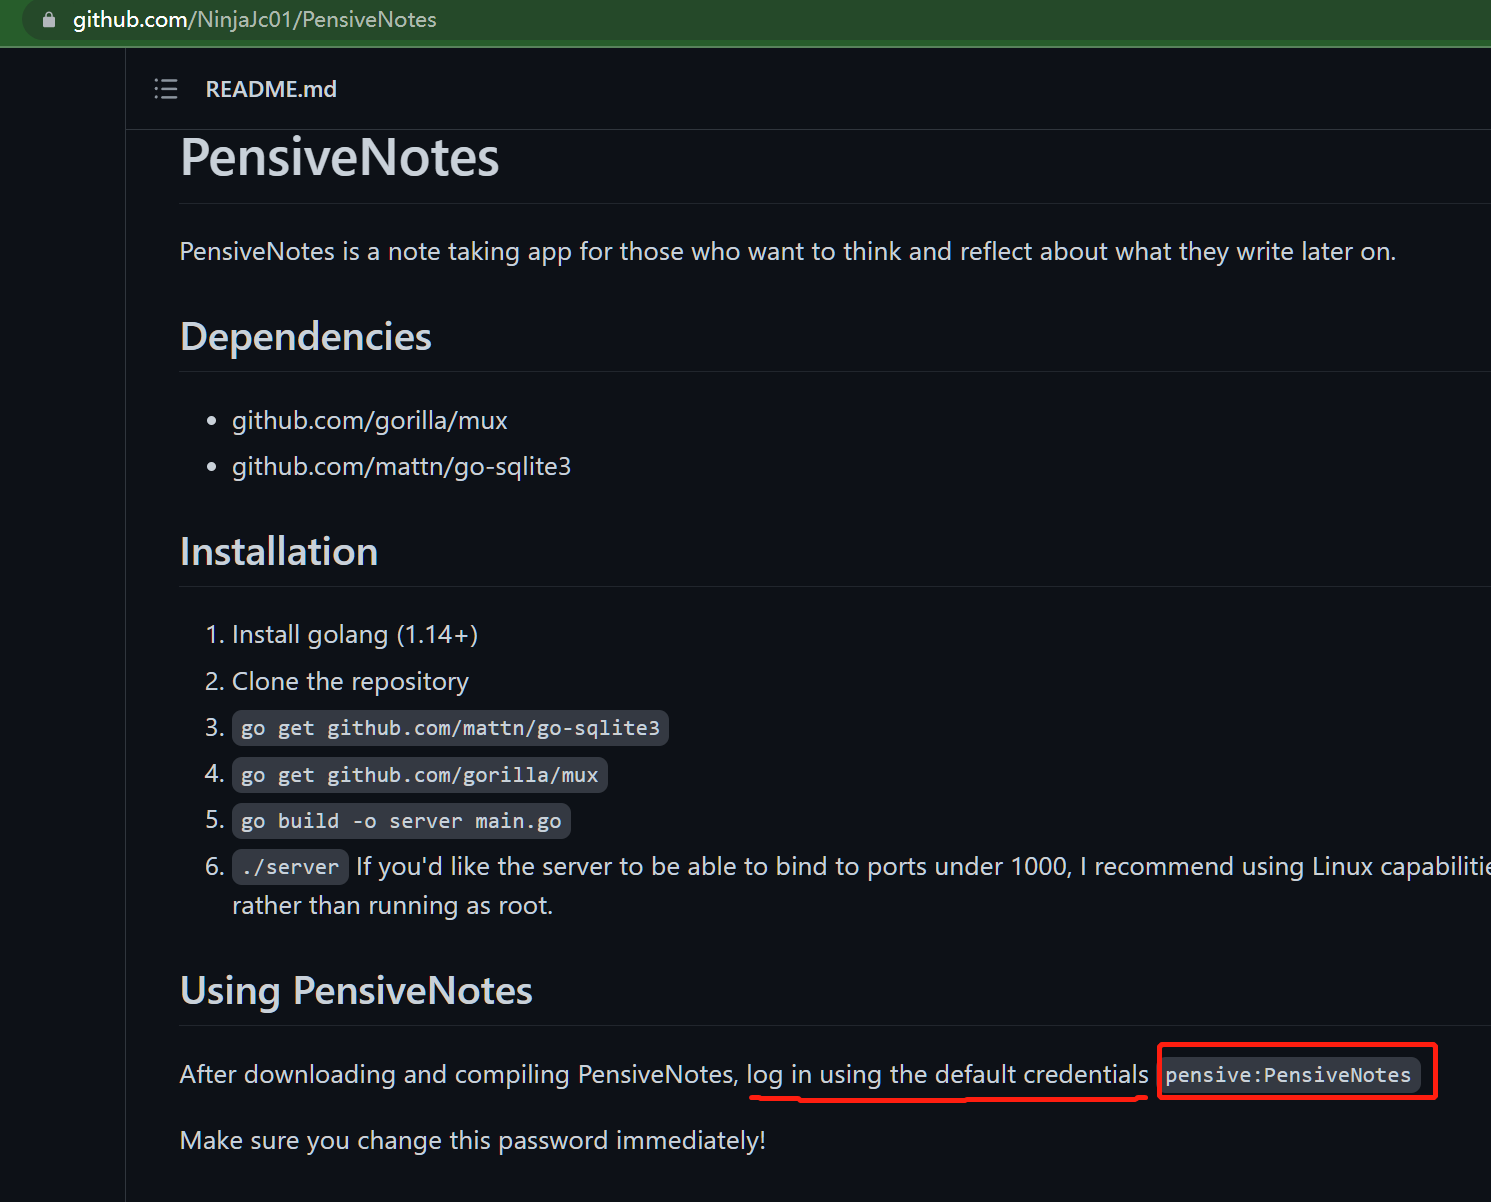 github.com/NinjaJc01/PensiveNotes
README.md
PensiveNotes
PensiveNotes is a note taking app for those who want to think and reflect about what they write later on.
Dependencies
• github.com/gorilla/mux
• github.com/mattn/go-sqlite3
Installation
1. Install golang (1.14+)
2. Clone the repository
3. go get github.com/mattn/go-sqlite3
4. go get github.com/gorilla/mux
5. go build -o server main.go
6. ./server If you'd like the server to be able to bind to ports under 1000, I recommend using Linux capabilitie
rather than running as root.
Using PensiveNotes
After downloading and compiling PensiveNotes, log in using the default credentials pensive:PensiveNotes
Make sure you change this password immediately!